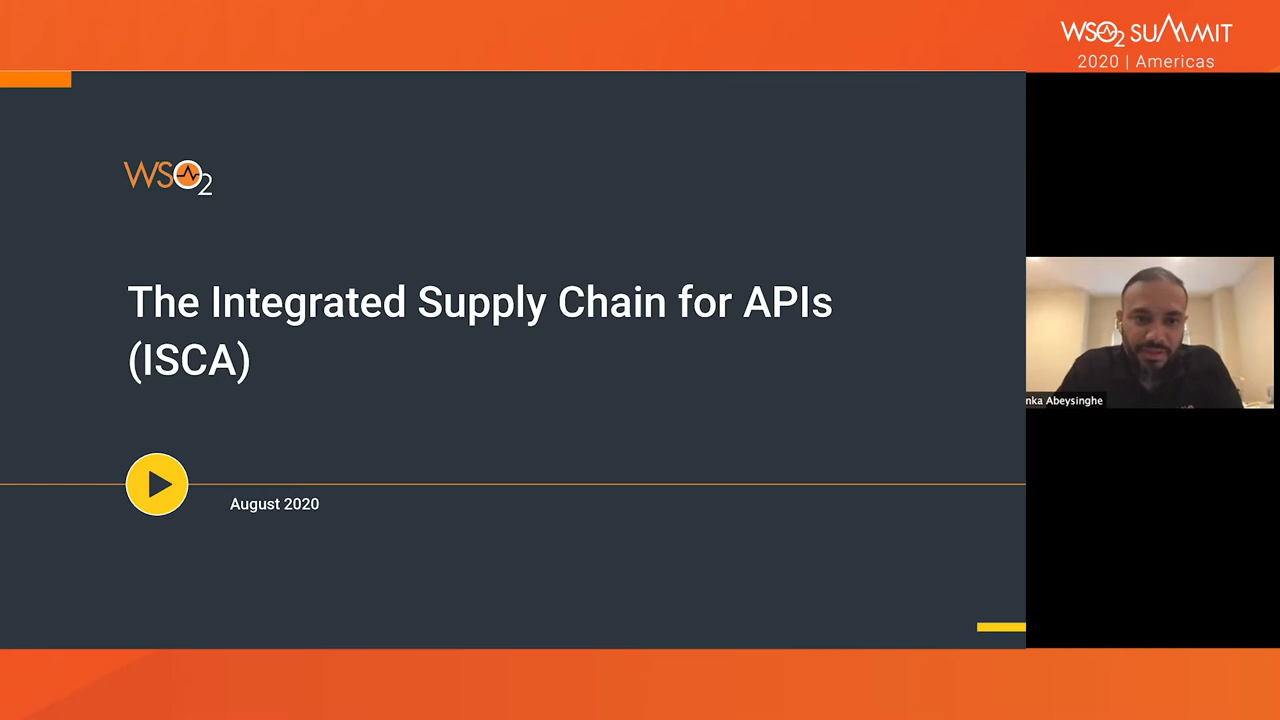 WSO2 SUMMIT
2020 | Americas
WSO2
The Integrated Supply Chain for APIs
(ISCA)
nka Abeysinghe
August 2020